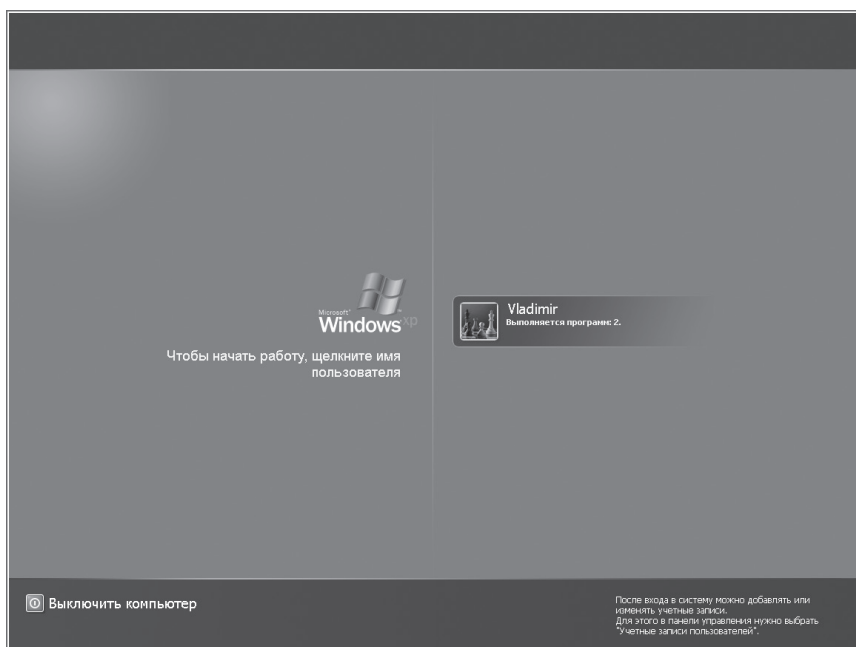 Microsoft
Windows xp
Чтобы начать работу, щелкните имя
пользователя
Vladimir
Выполняется программ: 2.
Выключить компьютер
После входа в систему можно добавлять или
изменять учетные записи.
Для этого в панели управления нужно выбрать
"Учетные записи пользователей".